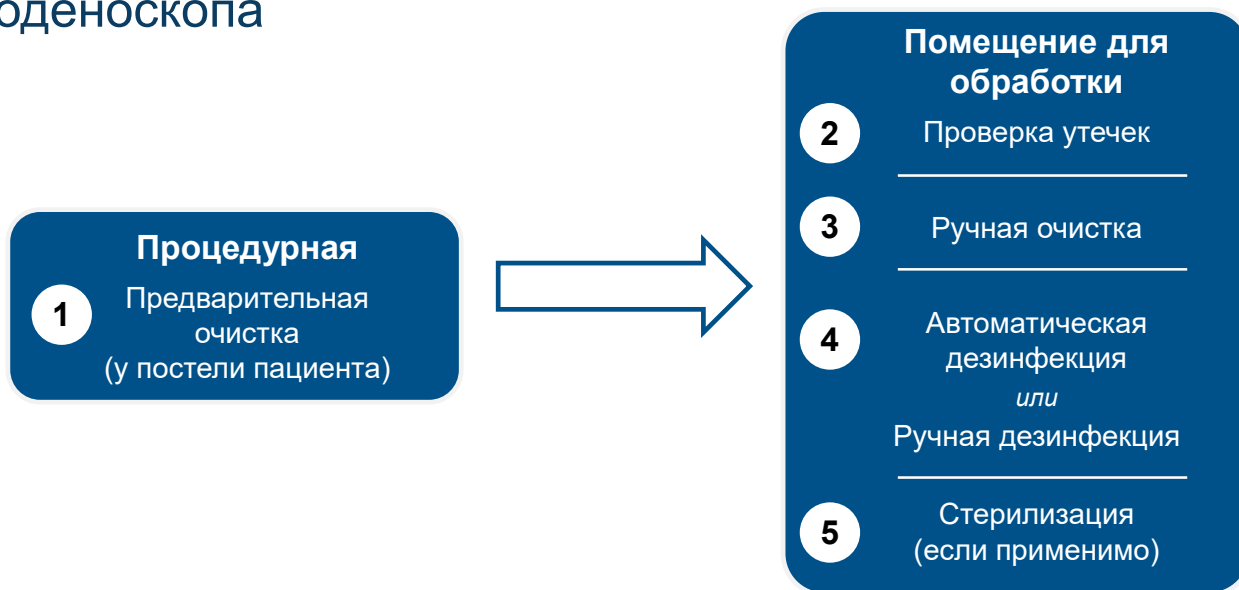 оденоскопа
Процедурная
1
Предварительная
очистка
(у постели пациента)
Помещение для
обработки
2
Проверка утечек
3
Ручная очистка
4
Автоматическая
дезинфекция
или
Ручная дезинфекция
5
Стерилизация
(если применимо)